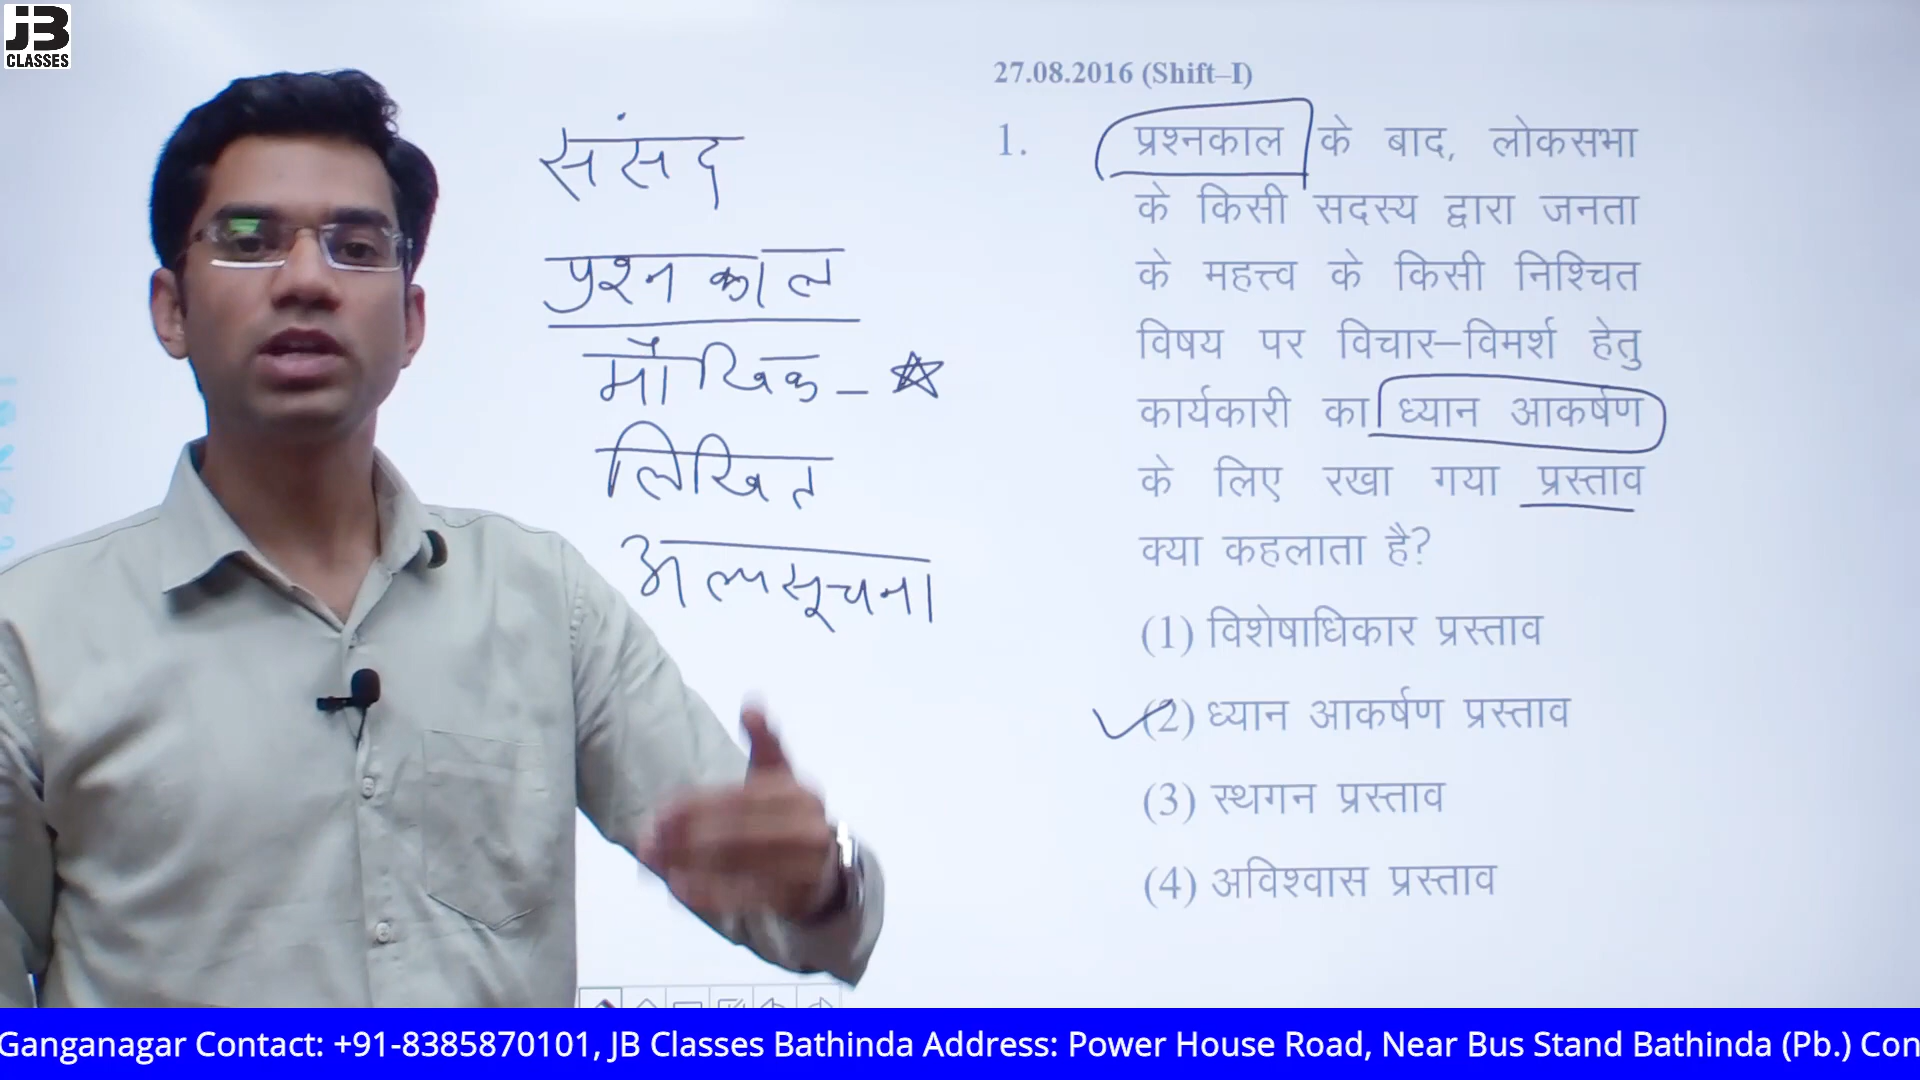 JB
CLASSES
संसद
प्रश्न काल
मौखिक - ☆
लिखित
अल्पसूचना
27.08.2016 (Shift–I)
1. प्रश्नकाल के बाद, लोकसभा
के किसी सदस्य द्वारा जनता
के महत्त्व के किसी निश्चित
विषय पर विचार–विमर्श हेतु
कार्यकारी का ध्यान आकर्षण
के लिए रखा गया प्रस्ताव
क्या कहलाता है?
(1) विशेषाधिकार प्रस्ताव
(2) ध्यान आकर्षण प्रस्ताव
(3) स्थगन प्रस्ताव
(4) अविश्वास प्रस्ताव
Ganganagar Contact: +91-8385870101, JB Classes Bathinda Address: Power House Road, Near Bus Stand Bathinda (Pb.) Con